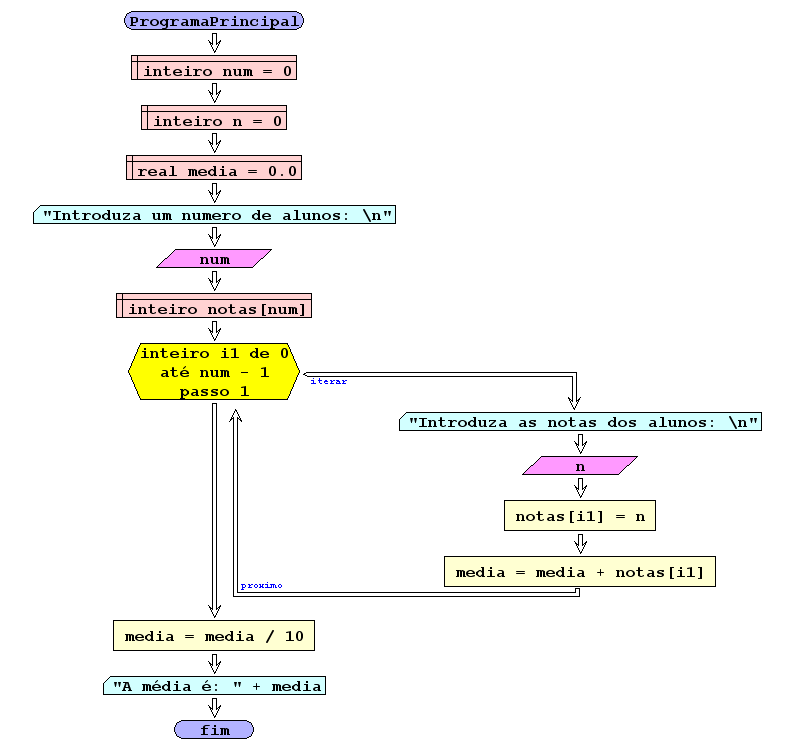 ProgramaPrincipal
inteiro num = 0
inteiro n = 0
real media = 0.0
"Introduza um numero de alunos: \n"
num
inteiro notas[num]
inteiro i1 de 0
até num - 1
passo 1
iterar
"Introduza as notas dos alunos: \n"
n
notas[i1] = n
media = media + notas[i1]
proximo
media = media / 10
"A média é: " + media
fim